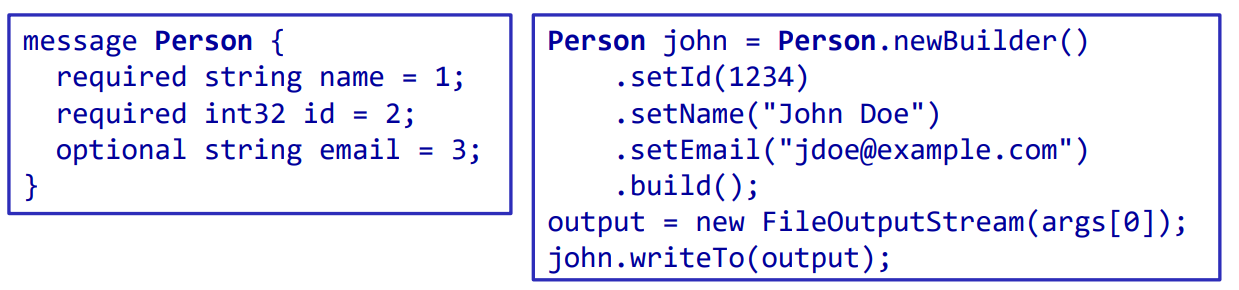 message Person {
  required string name = 1;
  required int32 id = 2;
  optional string email = 3;
}
Person john = Person.newBuilder()
    .setId(1234)
    .setName("John Doe")
    .setEmail("jdoe@example.com")
    .build();
output = new FileOutputStream(args[0]);
john.writeTo(output);